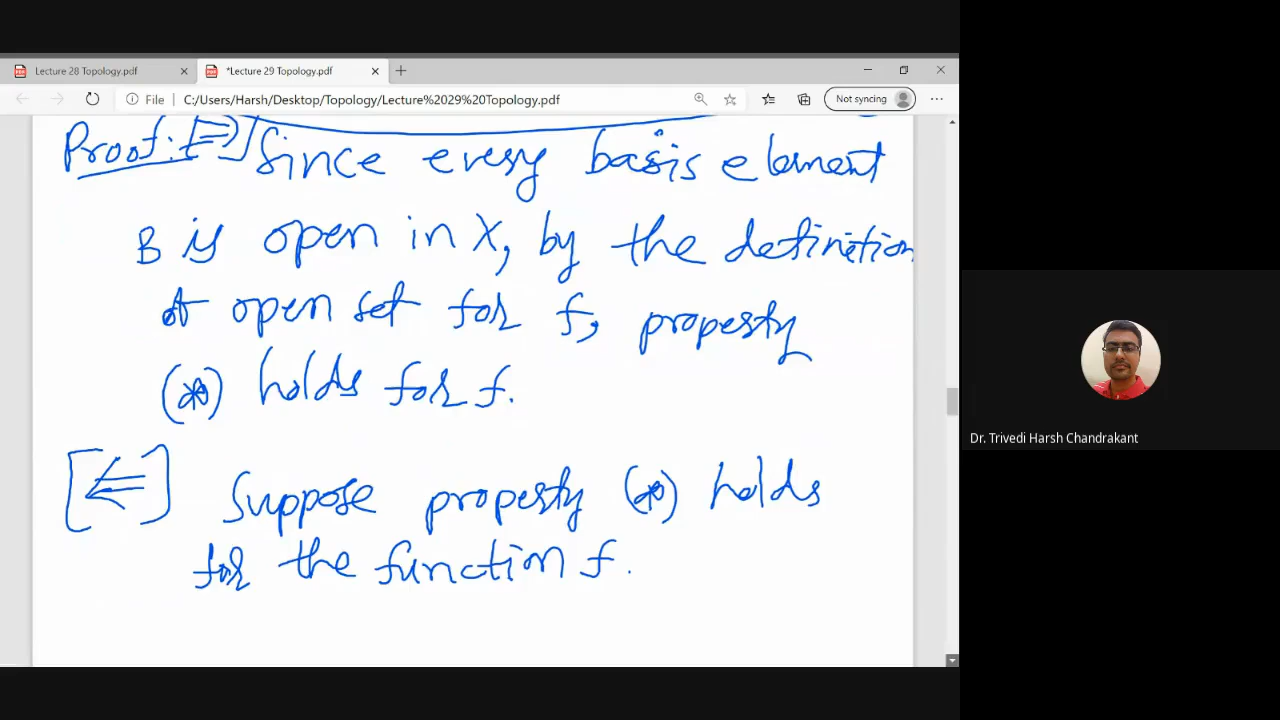 Lecture 28 Topology.pdf
*Lecture 29 Topology.pdf
File
C:/Users/Harsh/Desktop/Topology/Lecture%2029%20Topology.pdf
Not syncing
Proof: [⇒] Since every basis element
B is open in X, by the definition
of open set for f, property
(*) holds for f.
[⇐] Suppose property (*) holds
for the function f.
Dr. Trivedi Harsh Chandrakant